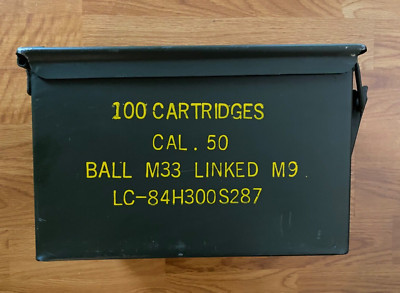 100 CARTRIDGES
CAL. 50
BALL M33 LINKED M9
LC-84H300S287